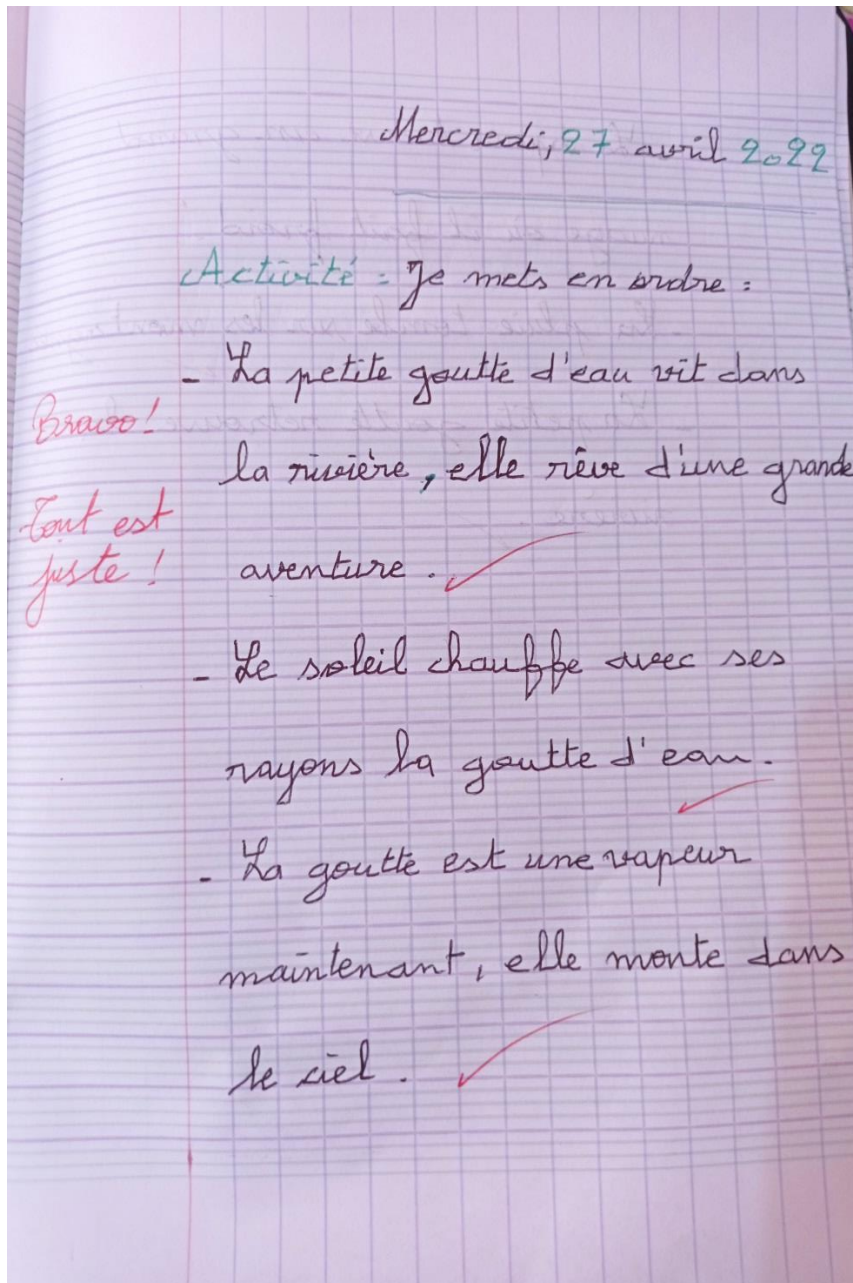 Mercredi, 27 avril 2022
Activité : Je mets en ordre :
- La petite goutte d'eau vit dans
Bravo!
la rivière, elle rêve d'une grande
Tout est
juste !
aventure.
- Le soleil chauffe avec ses
rayons la goutte d'eau.
- La goutte est une vapeur
maintenant, elle monte dans
le ciel.